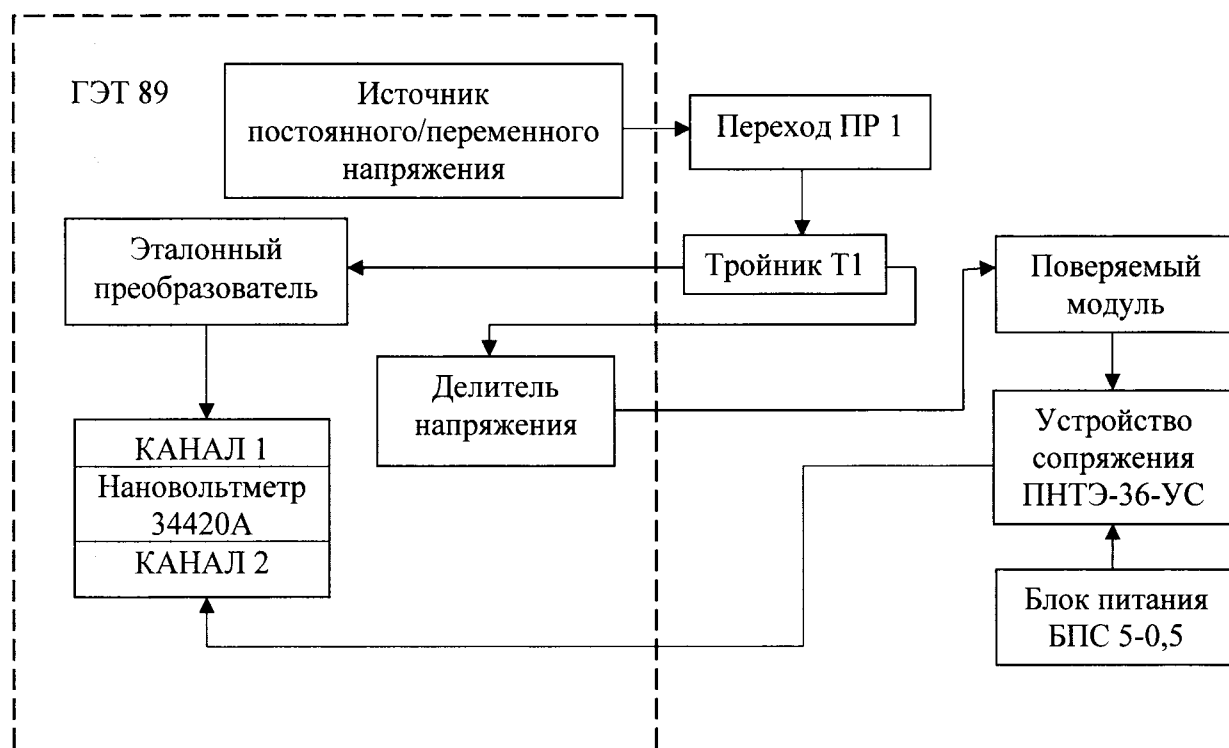 ГЭТ 89
Источник
постоянного/переменного
напряжения
Переход ПР 1
Эталонный
преобразователь
Тройник Т1
Поверяемый
модуль
Делитель
напряжения
КАНАЛ 1
Нановольтметр
34420А
КАНАЛ 2
Устройство
сопряжения
ПНТЭ-36-УС
Блок питания
БПС 5-0,5